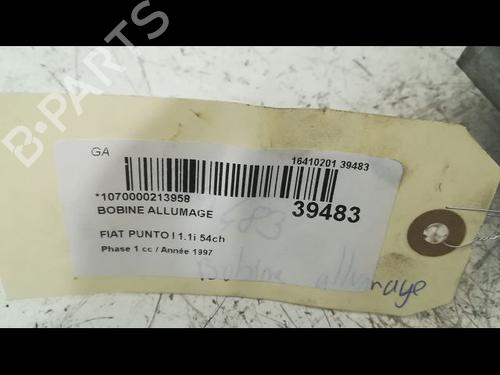 B-PARTS
GA
16410201 39483
*1070000213958
BOBINE ALLUMAGE
39483
FIAT PUNTO I 1.1i 54ch
Phase 1 cc / Année 1997
Bobine allumage